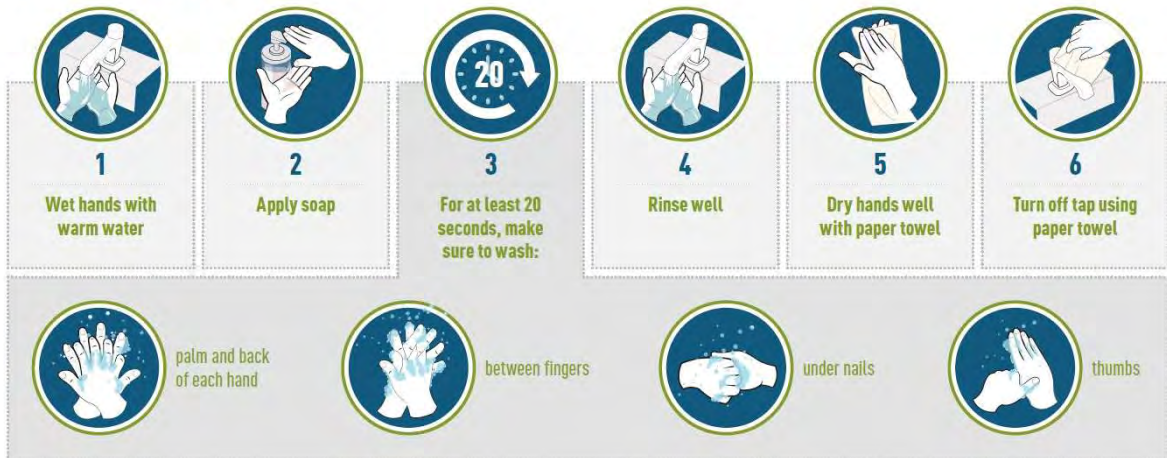 1
Wet hands with
warm water
2
Apply soap
20
3
For at least 20
seconds, make
sure to wash:
4
Rinse well
5
Dry hands well
with paper towel
6
Turn off tap using
paper towel
palm and back
of each hand
between fingers
under nails
thumbs